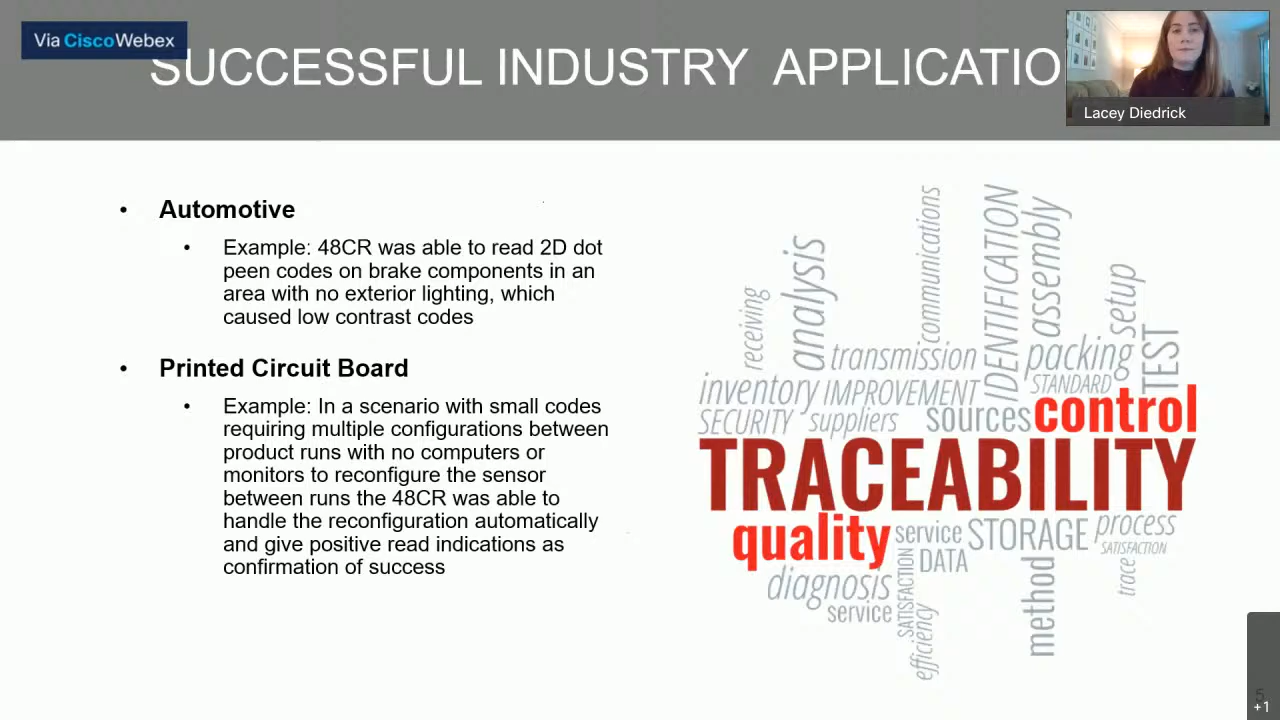 Via CiscoWebex
SUCCESSFUL INDUSTRY APPLICATIO
Lacey Diedrick
• Automotive
• Example: 48CR was able to read 2D dot
peen codes on brake components in an
area with no exterior lighting, which
caused low contrast codes
• Printed Circuit Board
• Example: In a scenario with small codes
requiring multiple configurations between
product runs with no computers or
monitors to reconfigure the sensor
between runs the 48CR was able to
handle the reconfiguration automatically
and give positive read indications as
confirmation of success
receiving
analysis
communications
IDENTIFICATION
assembly
setup
TEST
transmission
packing
inventory IMPROVEMENT
STANDARD
SECURITY suppliers sources control
TRACEABILITY
quality service STORAGE process
DATA
SATISFACTION
diagnosis
service
SATISFACTION
efficiency
method
trace
5
+1